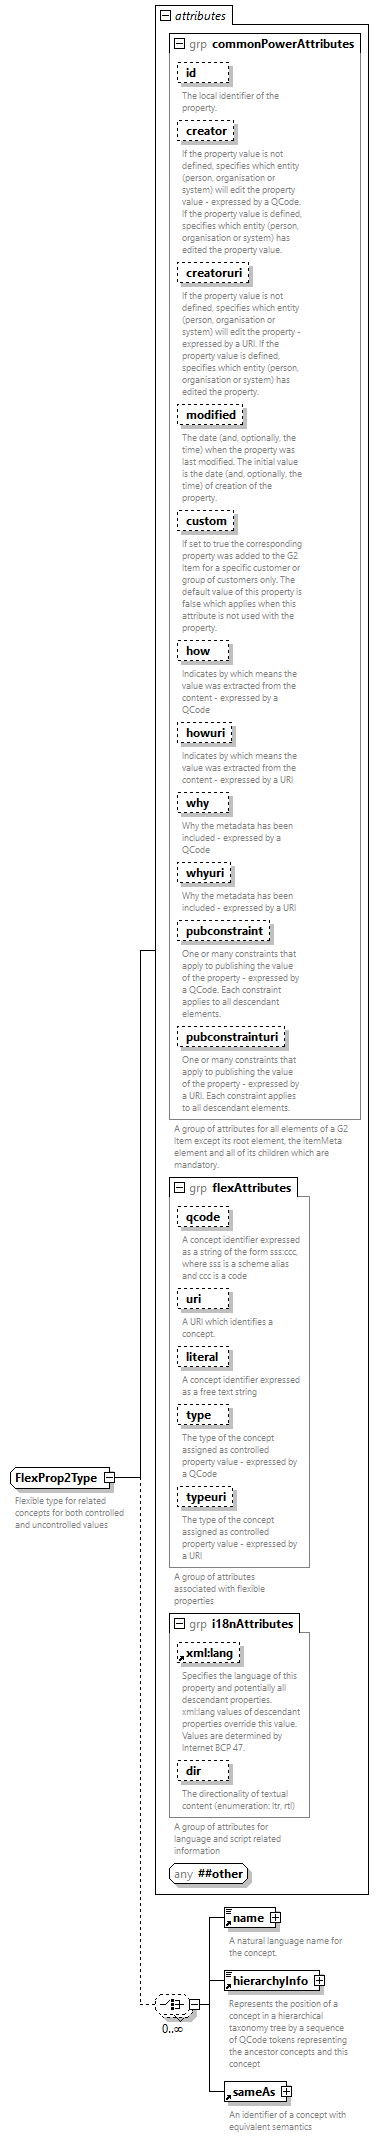 attributes
grp commonPowerAttributes
id
The local identifier of the
property.
creator
If the property value is not
defined, specifies which entity
(person, organisation or
system) will edit the property
value - expressed by a QCode.
If the property value is defined,
specifies which entity (person,
organisation or system) has
edited the property value.
creatoruri
If the property value is not
defined, specifies which entity
(person, organisation or
system) will edit the property -
expressed by a URI. If the
property value is defined,
specifies which entity (person,
organisation or system) has
edited the property.
modified
The date (and, optionally, the
time) when the property was
last modified. The initial value
is the date (and, optionally, the
time) of creation of the
property.
custom
If set to true the corresponding
property was added to the G2
Item for a specific customer or
group of customers only. The
default value of this property is
false which applies when this
attribute is not used with the
property.
how
Indicates by which means the
value was extracted from the
content - expressed by a
QCode
howuri
Indicates by which means the
value was extracted from the
content - expressed by a URI
why
Why the metadata has been
included - expressed by a
QCode
whyuri
Why the metadata has been
included - expressed by a URI
pubconstraint
One or many constraints that
apply to publishing the value
of the property - expressed by
a QCode. Each constraint
applies to all descendant
elements.
pubconstrainturi
One or many constraints that
apply to publishing the value
of the property - expressed by
a URI. Each constraint applies
to all descendant elements.
A group of attributes for all elements of a G2
Item except its root element, the itemMeta
element and all of its children which are
mandatory.
grp flexAttributes
qcode
A concept identifier expressed
as a string of the form sss:ccc,
where sss is a scheme alias
and ccc is a code
uri
A URI which identifies a
concept.
literal
A concept identifier expressed
as a free text string
type
The type of the concept
assigned as controlled
property value - expressed by
a QCode
typeuri
The type of the concept
assigned as controlled
property value - expressed by
a URI
A group of attributes
associated with flexible
properties
FlexProp2Type
Flexible type for related
concepts for both controlled
and uncontrolled values
grp i18nAttributes
xml:lang
Specifies the language of this
property and potentially all
descendant properties.
xml:lang values of descendant
properties override this value.
Values are determined by
Internet BCP 47.
dir
The directionality of textual
content (enumeration: ltr, rtl)
A group of attributes for
language and script related
information
any ##other
0..∞
name
A natural language name for
the concept.
hierarchyInfo
Represents the position of a
concept in a hierarchical
taxonomy tree by a sequence
of QCode tokens representing
the ancestor concepts and this
concept
sameAs
An identifier of a concept with
equivalent semantics